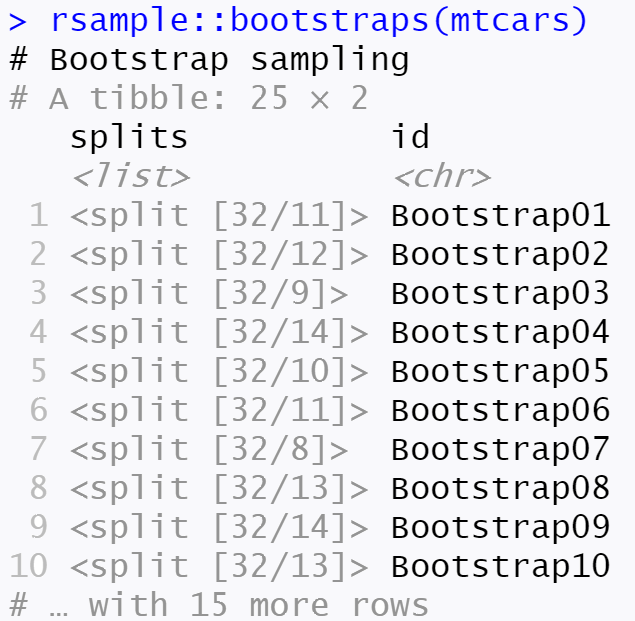 > rsample::bootstraps(mtcars)
# Bootstrap sampling
# A tibble: 25 × 2
   splits          id
   <list>          <chr>
 1 <split [32/11]> Bootstrap01
 2 <split [32/12]> Bootstrap02
 3 <split [32/9]>  Bootstrap03
 4 <split [32/14]> Bootstrap04
 5 <split [32/10]> Bootstrap05
 6 <split [32/11]> Bootstrap06
 7 <split [32/8]>  Bootstrap07
 8 <split [32/13]> Bootstrap08
 9 <split [32/14]> Bootstrap09
10 <split [32/13]> Bootstrap10
# … with 15 more rows